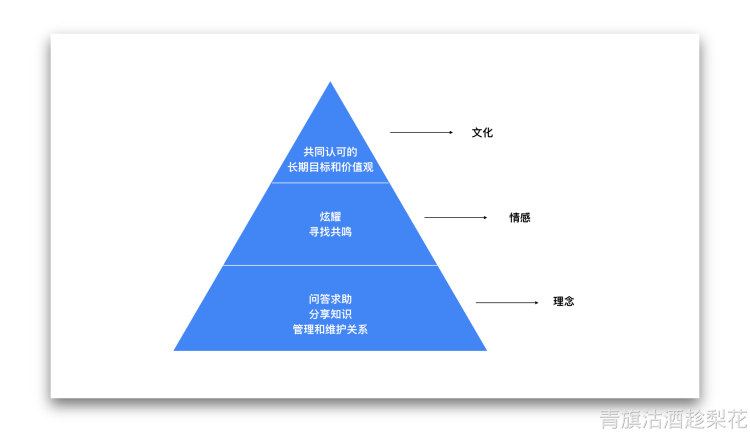 共同认可的
长期目标和价值观
文化
炫耀
寻找共鸣
情感
问答求助
分享知识
管理和维护关系
理念
青旗沽酒趁梨花